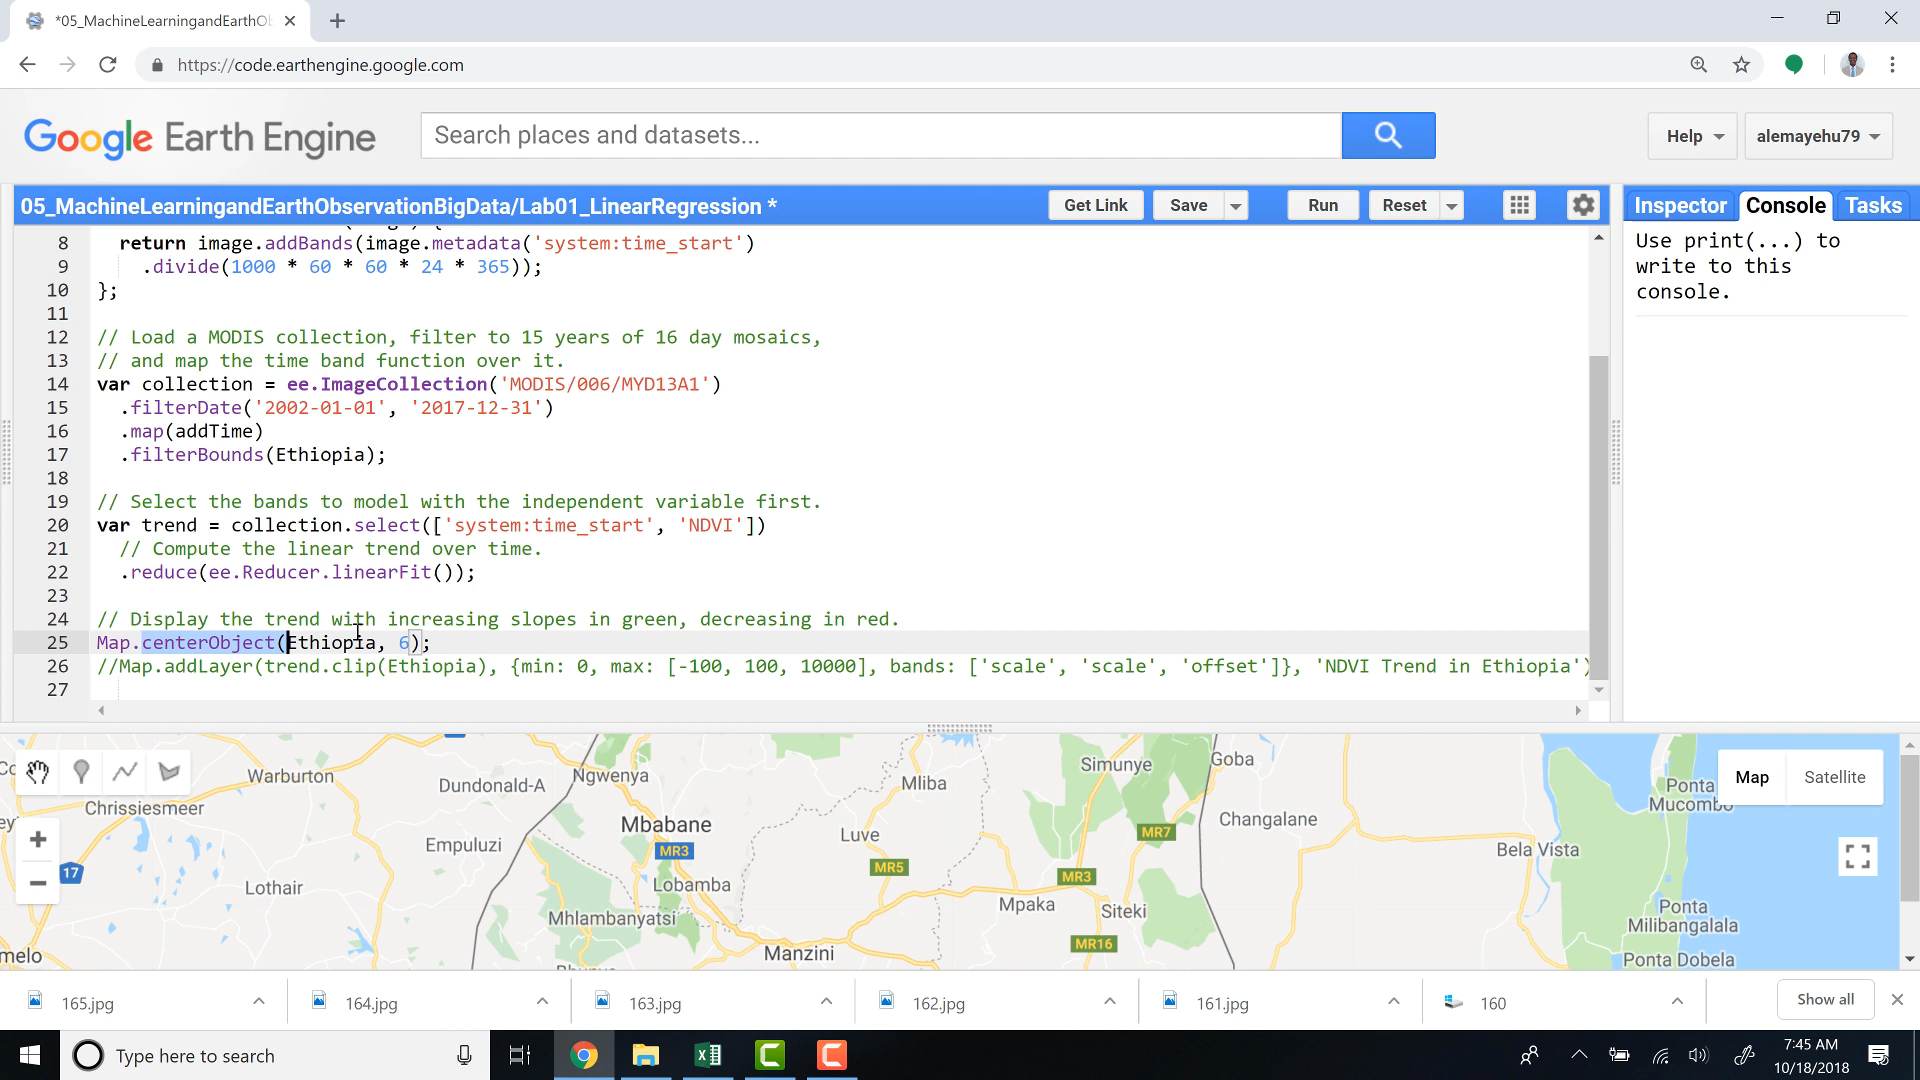 *05_MachineLearningandEarthOb
https://code.earthengine.google.com
Google Earth Engine
Search places and datasets...
Help
alemayehu79
05_MachineLearningandEarthObservationBigData/Lab01_LinearRegression *
Get Link
Save
Run
Reset
Inspector
Console
Tasks
Use print(...) to
write to this
console.
8 return image.addBands(image.metadata('system:time_start')
9 .divide(1000 * 60 * 60 * 24 * 365));
10 };
11
12 // Load a MODIS collection, filter to 15 years of 16 day mosaics,
13 // and map the time band function over it.
14 var collection = ee.ImageCollection('MODIS/006/MYD13A1')
15 .filterDate('2002-01-01', '2017-12-31')
16 .map(addTime)
17 .filterBounds(Ethiopia);
18
19 // Select the bands to model with the independent variable first.
20 var trend = collection.select(['system:time_start', 'NDVI'])
21 // Compute the linear trend over time.
22 .reduce(ee.Reducer.linearFit());
23
24 // Display the trend with increasing slopes in green, decreasing in red.
25 Map.centerObject(Ethiopia, 6);
26 //Map.addLayer(trend.clip(Ethiopia), {min: 0, max: [-100, 100, 10000], bands: ['scale', 'scale', 'offset']}, 'NDVI Trend in Ethiopia')
27
Warburton
Chrissiesmeer
Dundonald-A
Ngwenya
Mliba
Simunye
Goba
Map
Satellite
Ponta
Mucombo
Mbabane
MR3
Luve
MR7
Changalane
Empuluzi
MR5
Bela Vista
17
Lothair
Lobamba
MR3
Mpaka
Siteki
Mhlambanyatsi
Ponta
Milibangalala
MR16
melo
Manzini
Ponta Dobela
165.jpg
164.jpg
163.jpg
162.jpg
161.jpg
160
Show all
Type here to search
7:45 AM
10/18/2018